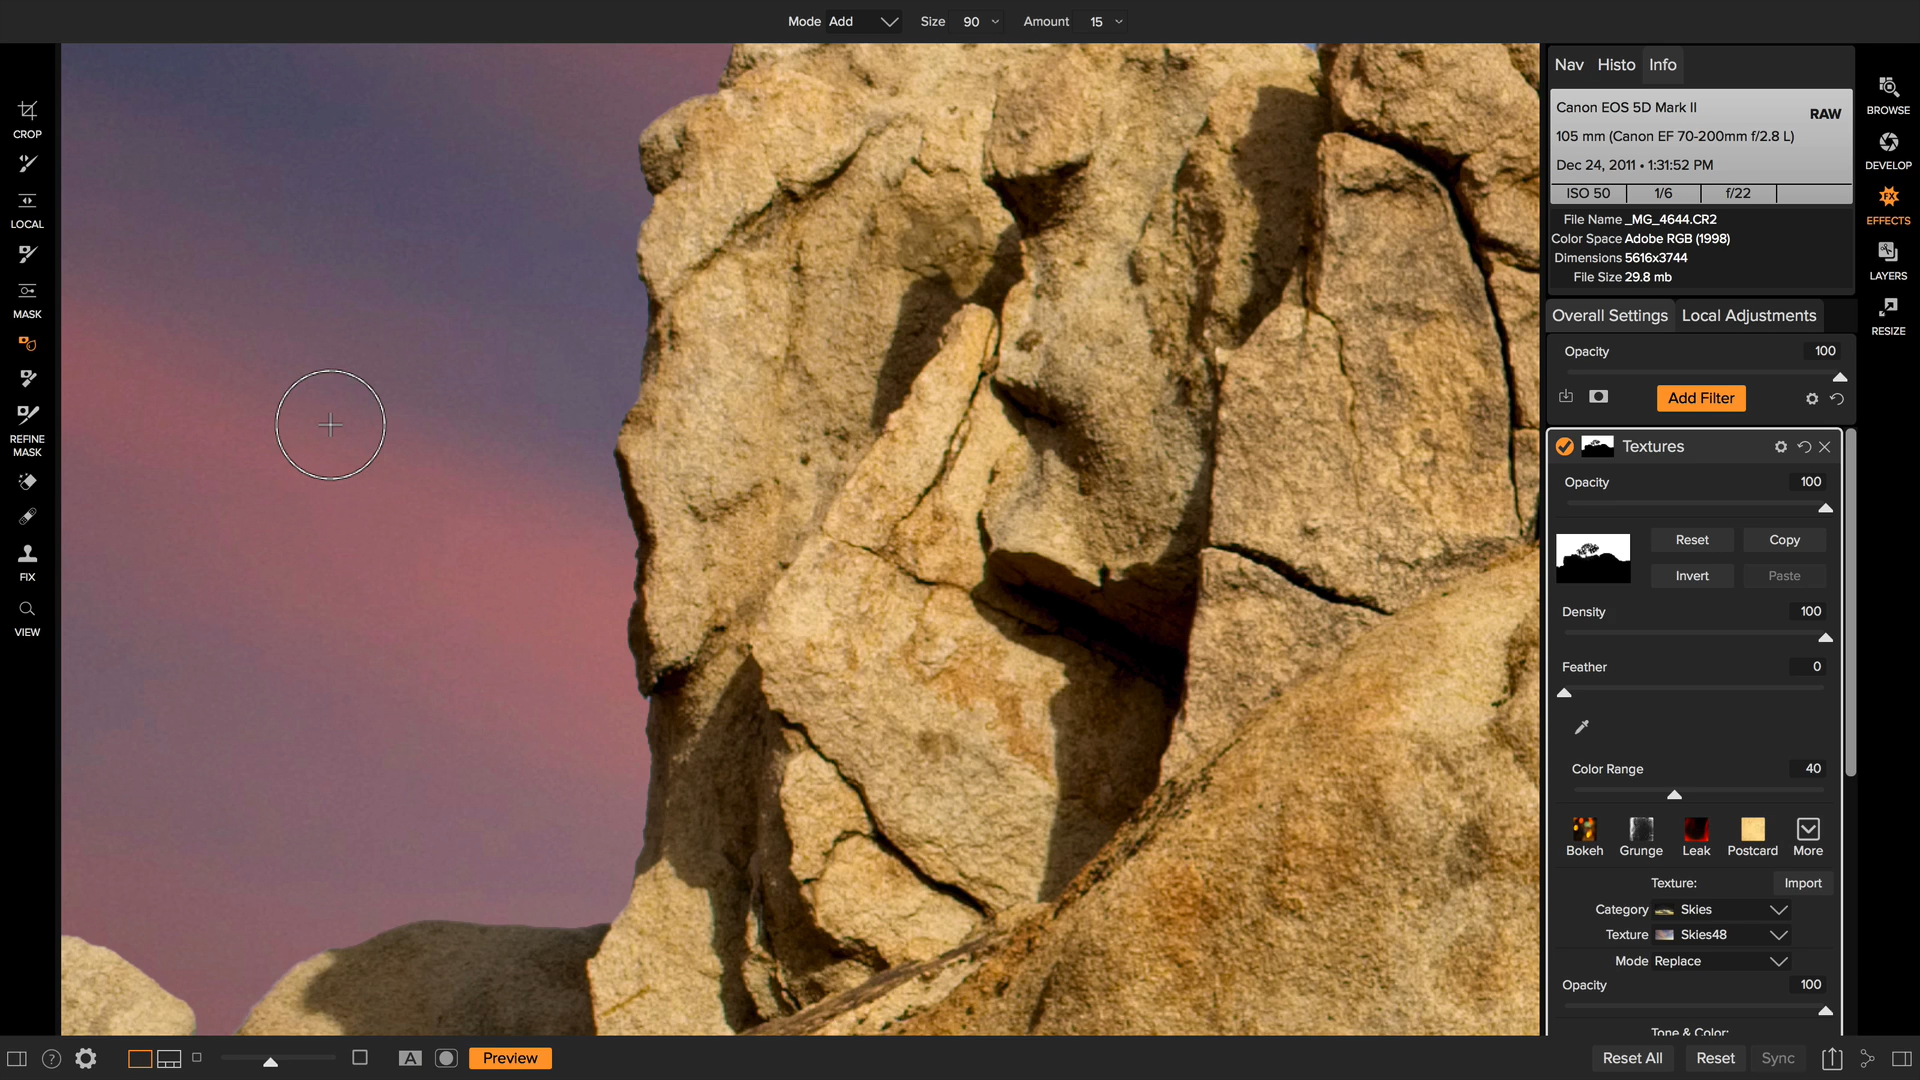 Mode Add Size 90 Amount 15
CROP
LOCAL
MASK
REFINE
MASK
FIX
VIEW
Nav Histo Info
Canon EOS 5D Mark II
RAW
105 mm (Canon EF 70-200mm f/2.8 L)
Dec 24, 2011 • 1:31:52 PM
ISO 50 1/6 f/22
File Name _MG_4644.CR2
Color Space Adobe RGB (1998)
Dimensions 5616x3744
File Size 29.8 mb
BROWSE
DEVELOP
FX
EFFECTS
LAYERS
RESIZE
Overall Settings Local Adjustments
Opacity 100
Add Filter
Textures
Opacity 100
Reset Copy
Invert Paste
Density 100
Feather 0
Color Range 40
Bokeh Grunge Leak Postcard More
Texture: Import
Category Skies
Texture Skies48
Mode Replace
Opacity 100
Tone & Color:
? A Preview
Reset All Reset Sync